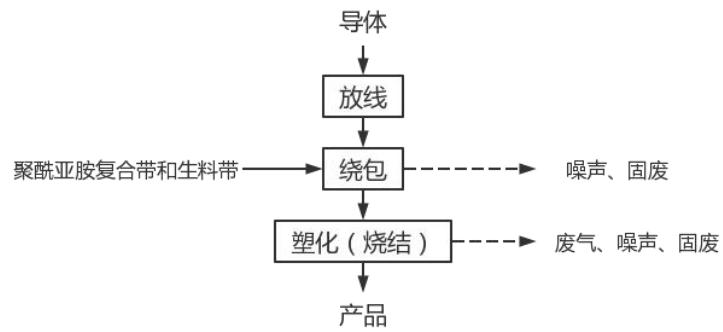 导体
放线
聚酰亚胺复合带和生料带
绕包
噪声、固废
塑化（烧结）
废气、噪声、固废
产品